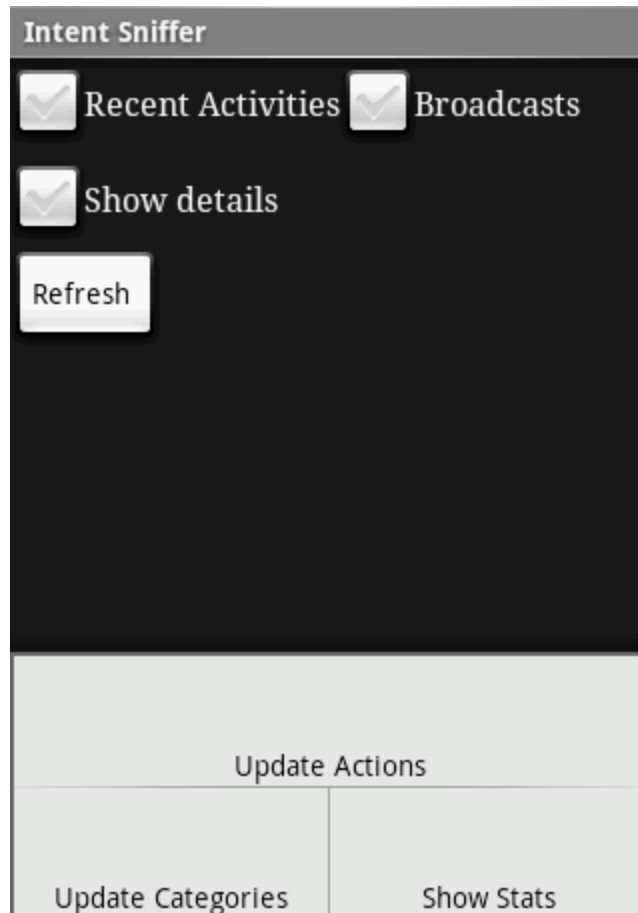 Intent Sniffer
Recent Activities Broadcasts
Show details
Refresh
Update Actions
Update Categories Show Stats